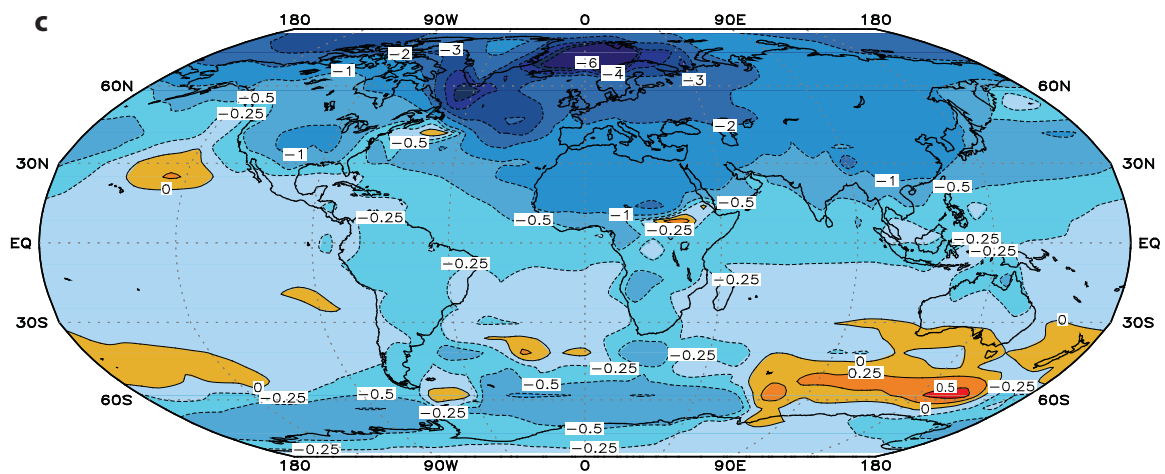 c
180 90W 0 90E 180
−2 −3 −6 −4 −3
−1
60N 60N
−0.5
−0.25
−2
−0.5
−1
30N 30N
0
−1 −0.5
−0.5
−0.25 −0.5 −1
−0.25
EQ −0.25 EQ
−0.25
−0.25 −0.25
30S 0 30S
−0.25 0
−0.25 0.25
0 −0.5 −0.5 0.5 −0.25
60S −0.25 0 60S
−0.5
−0.25 −0.25
180 90W 0 90E 180